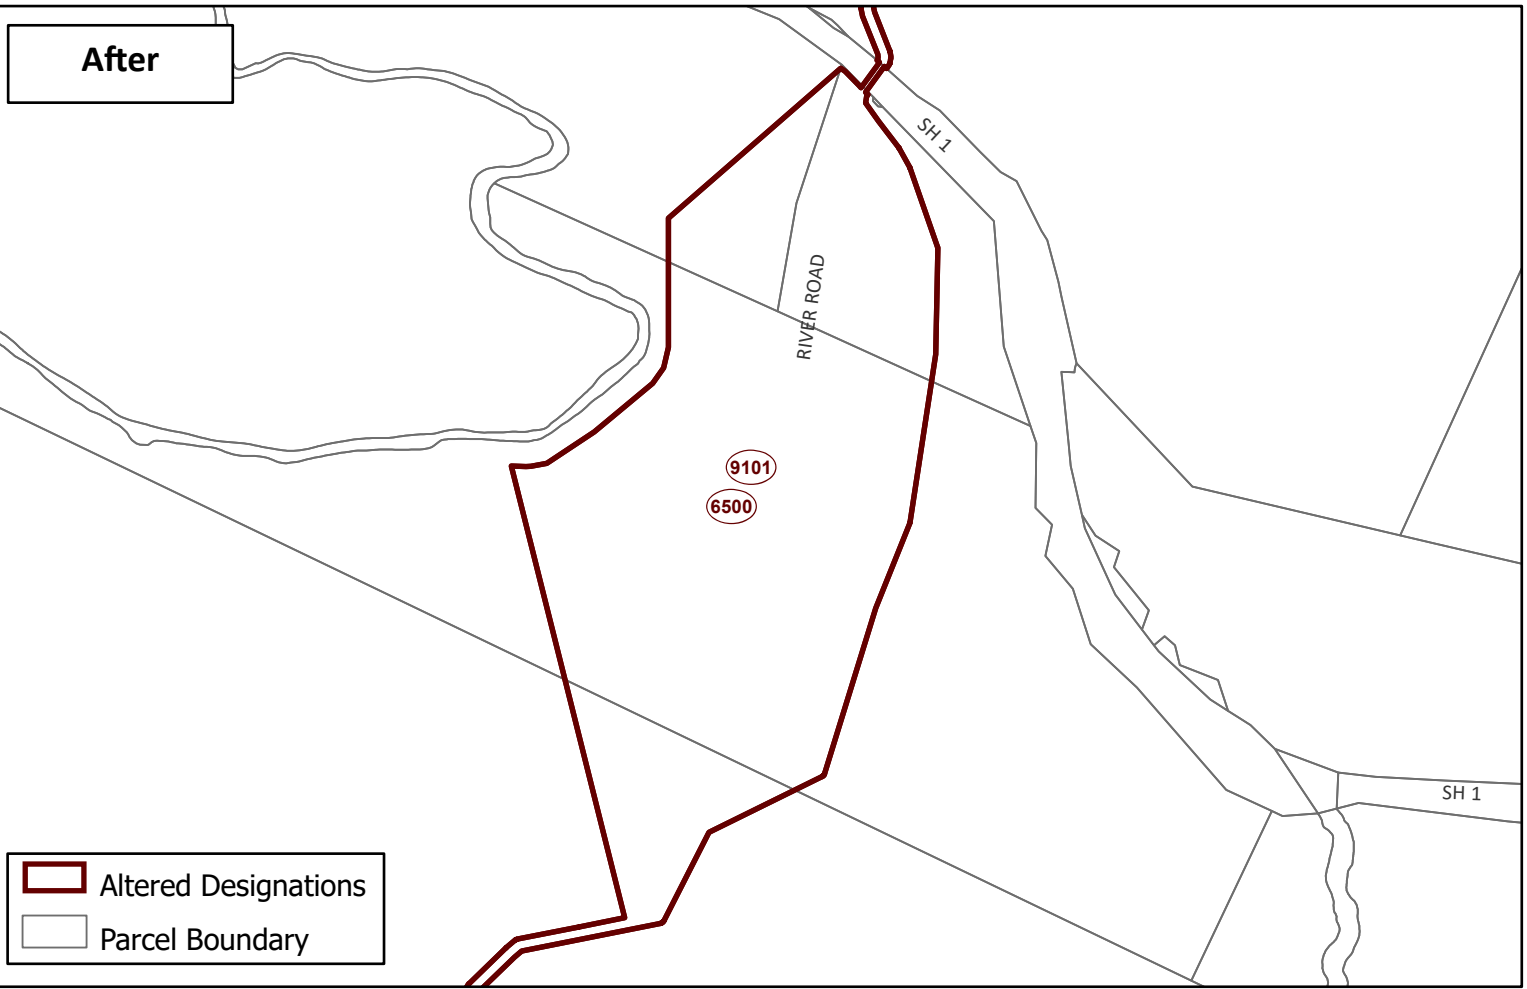 After
SH 1
RIVER ROAD
9101
6500
SH 1
Altered Designations
Parcel Boundary